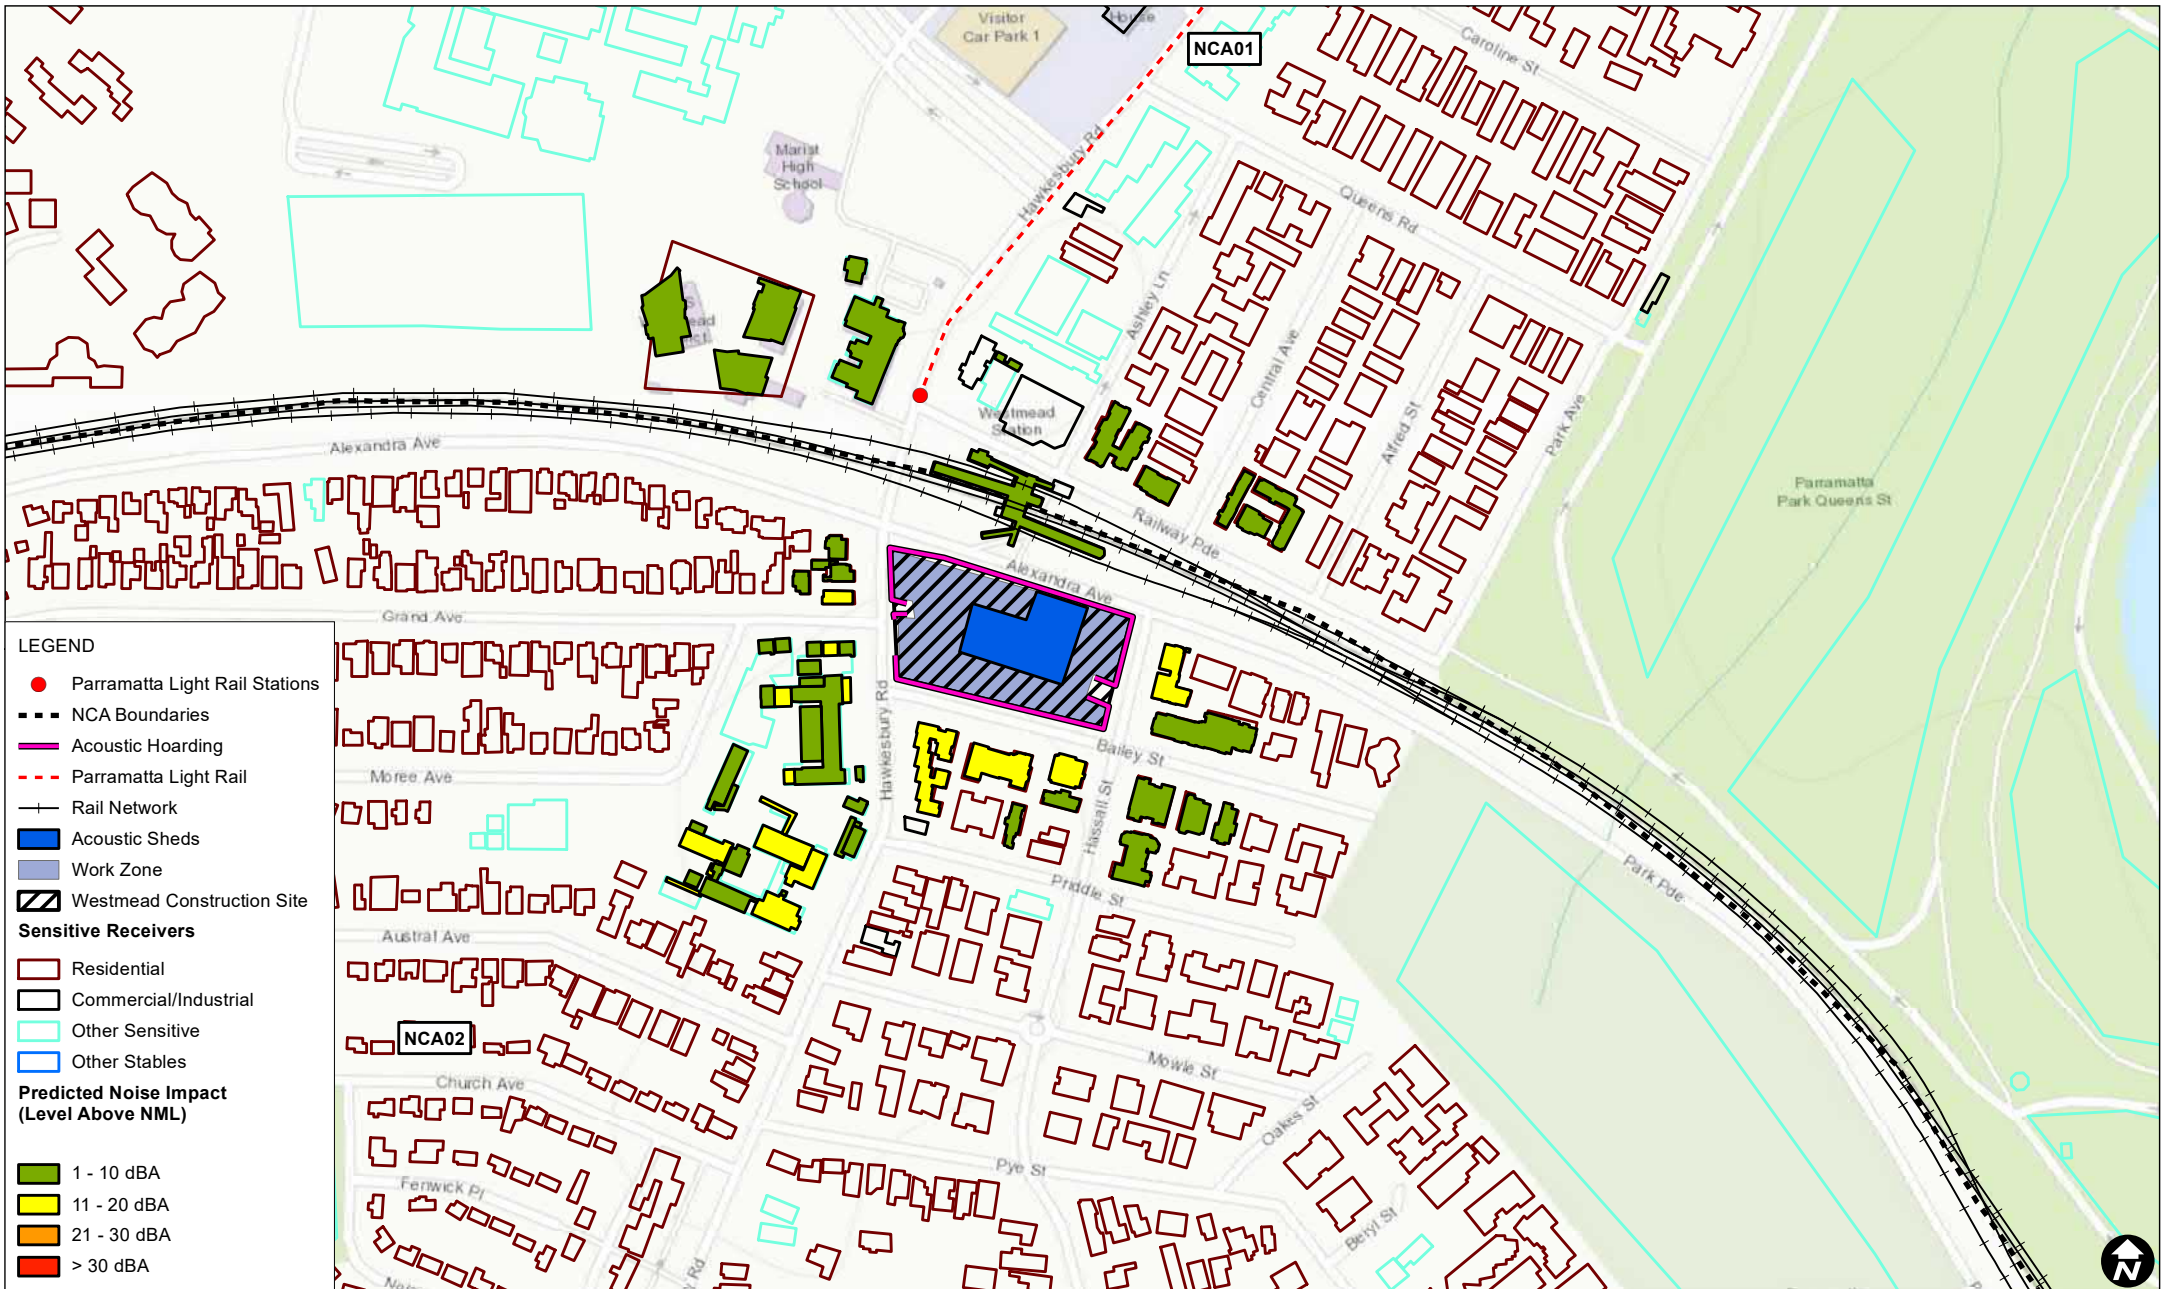 Visitor
Car Park 1
House
NCA01
Caroline St
Marist
High
School
Hawkesbury Rd
Queens Rd
Ashley Ln
Central Ave
Alfred St
Park Ave
Westmead
Station
Alexandra Ave
Parramatta
Park Queens St
Railway Pde
Alexandra Ave
Grand Ave
Hawkesbury Rd
Bailey St
Moree Ave
Hassall St
Priddle St
Park Pde
Austral Ave
NCA02
Mowle St
Church Ave
Oakes St
Pye St
Fenwick Pl
Beryl St
Rd
LEGEND
Parramatta Light Rail Stations
NCA Boundaries
Acoustic Hoarding
Parramatta Light Rail
Rail Network
Acoustic Sheds
Work Zone
Westmead Construction Site
Sensitive Receivers
Residential
Commercial/Industrial
Other Sensitive
Other Stables
Predicted Noise Impact
(Level Above NML)
1 - 10 dBA
11 - 20 dBA
21 - 30 dBA
> 30 dBA
N